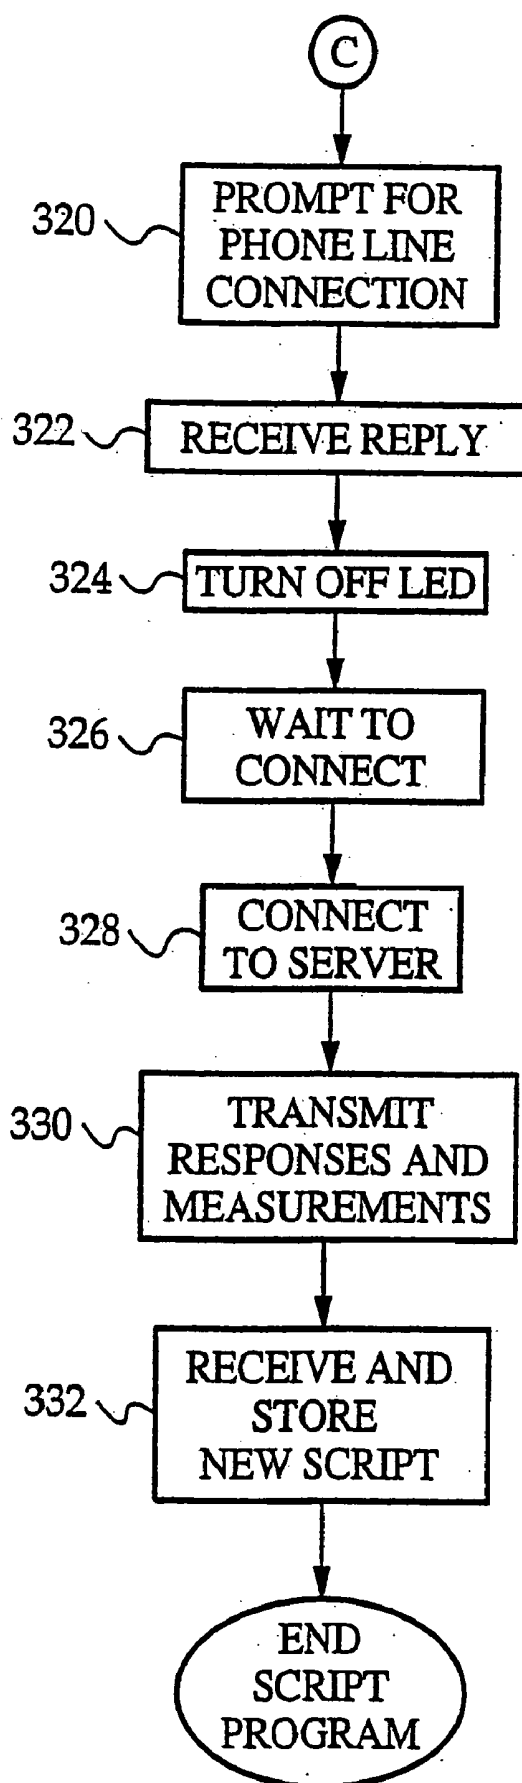 C
320
PROMPT FOR
PHONE LINE
CONNECTION
322
RECEIVE REPLY
324
TURN OFF LED
326
WAIT TO
CONNECT
328
CONNECT
TO SERVER
330
TRANSMIT
RESPONSES AND
MEASUREMENTS
332
RECEIVE AND
STORE
NEW SCRIPT
END
SCRIPT
PROGRAM